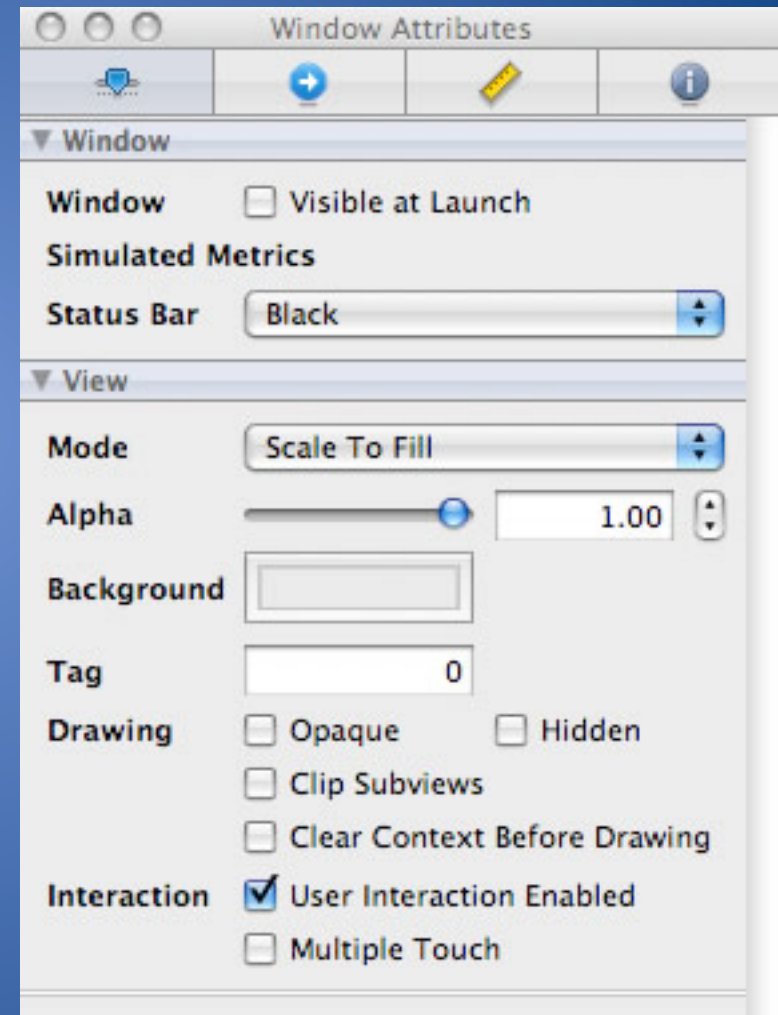 Window Attributes
Window
Window Visible at Launch
Simulated Metrics
Status Bar Black
View
Mode Scale To Fill
Alpha 1.00
Background
Tag 0
Drawing Opaque Hidden
Clip Subviews
Clear Context Before Drawing
Interaction User Interaction Enabled
Multiple Touch